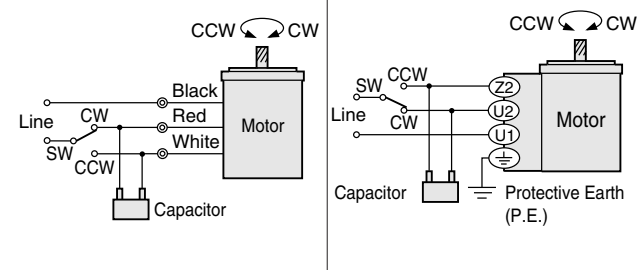 CCW CW
Black
Red
White
Line
CW
SW
CCW
Motor
Capacitor
CCW CW
CCW
SW
CW
Line
Z2
U2
U1
Motor
Capacitor
Protective Earth
(P.E.)